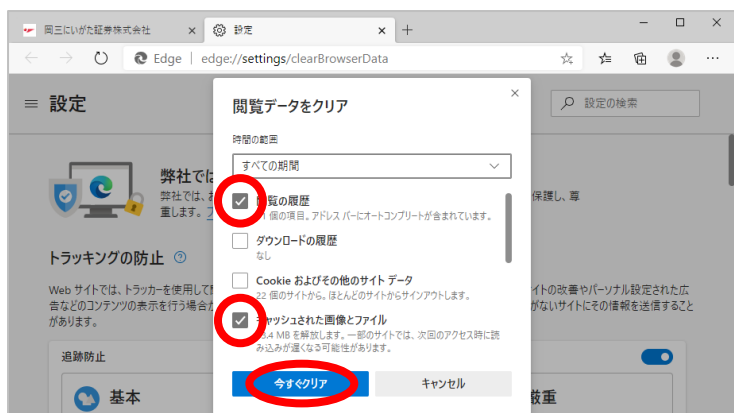 岡三にいがた証券株式会社
設定
Edge
edge://settings/clearBrowserData
設定
設定の検索
閲覧データをクリア
時間の範囲
すべての期間
閲覧の履歴
個の項目。アドレス バーにオートコンプリートが含まれています。
ダウンロードの履歴
なし
Cookie およびその他のサイト データ
22 個のサイトから。ほとんどのサイトからサインアウトします。
キャッシュされた画像とファイル
.4 MB を解放します。一部のサイトでは、次回のアクセス時に読
み込みが遅くなる可能性があります。
今すぐクリア
キャンセル
弊社では
弊社では、
保護し、尊
重します。
トラッキングの防止
Web サイトでは、トラッカーを使用して
イトの改善やパーソナル設定された広
告などのコンテンツの表示を行う場合
がないサイトにその情報を送信すること
があります。
追跡防止
基本
厳重